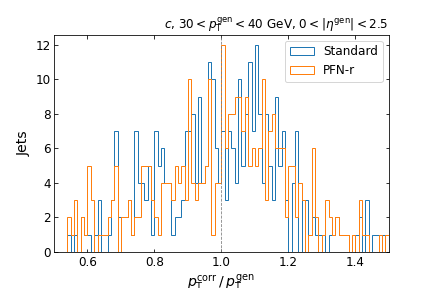 c, 30 < p_T^gen < 40 GeV, 0 < |η^gen| < 2.5
Standard
PFN-r
Jets
12
10
8
6
4
2
0
0.6 0.8 1.0 1.2 1.4
p_T^corr / p_T^gen